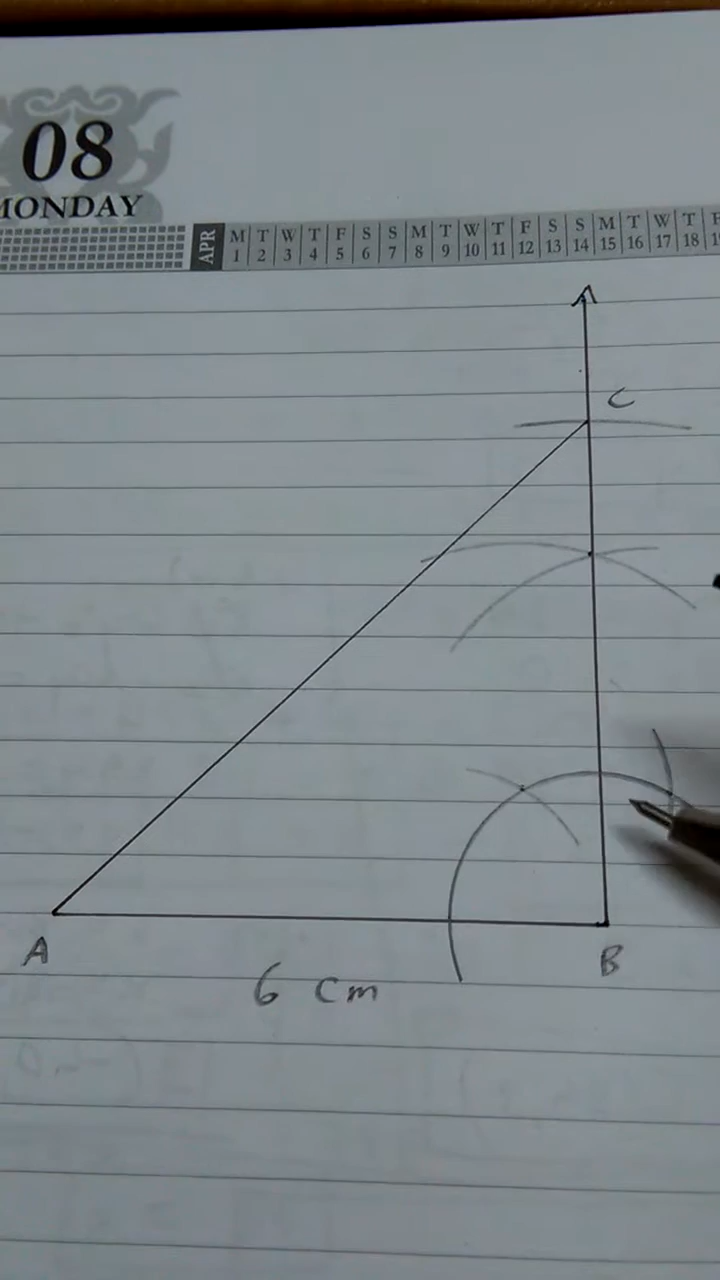 08
MONDAY
APR
M T W T F S S M T W T F S S M T W T F
1 2 3 4 5 6 7 8 9 10 11 12 13 14 15 16 17 18 19
C
A
B
6 cm